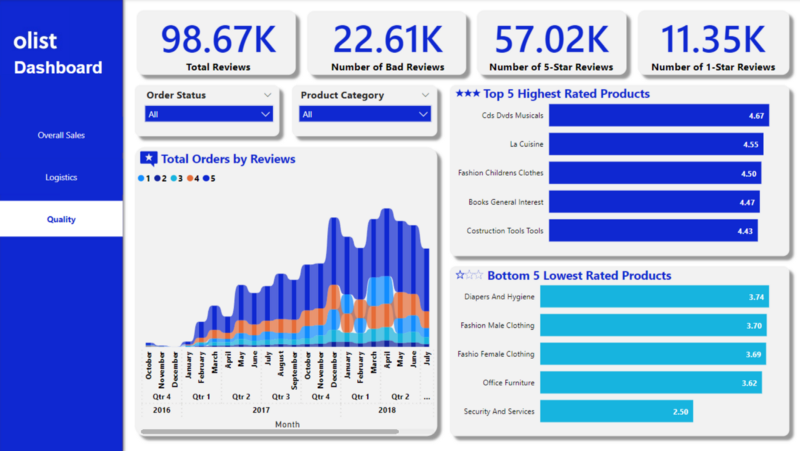 olist
Dashboard
Overall Sales
Logistics
Quality
98.67K
Total Reviews
22.61K
Number of Bad Reviews
57.02K
Number of 5-Star Reviews
11.35K
Number of 1-Star Reviews
Order Status
All
Product Category
All
Total Orders by Reviews
1 2 3 4 5
October
November
December
January
February
March
April
May
June
July
August
September
October
November
December
January
February
March
April
May
June
July
Qtr 4 Qtr 1 Qtr 2 Qtr 3 Qtr 4 Qtr 1 Qtr 2 ...
2016 2017 2018
Month
Top 5 Highest Rated Products
Cds Dvds Musicals 4.67
La Cuisine 4.55
Fashion Childrens Clothes 4.50
Books General Interest 4.47
Costruction Tools Tools 4.43
Bottom 5 Lowest Rated Products
Diapers And Hygiene 3.74
Fashion Male Clothing 3.70
Fashio Female Clothing 3.69
Office Furniture 3.62
Security And Services 2.50